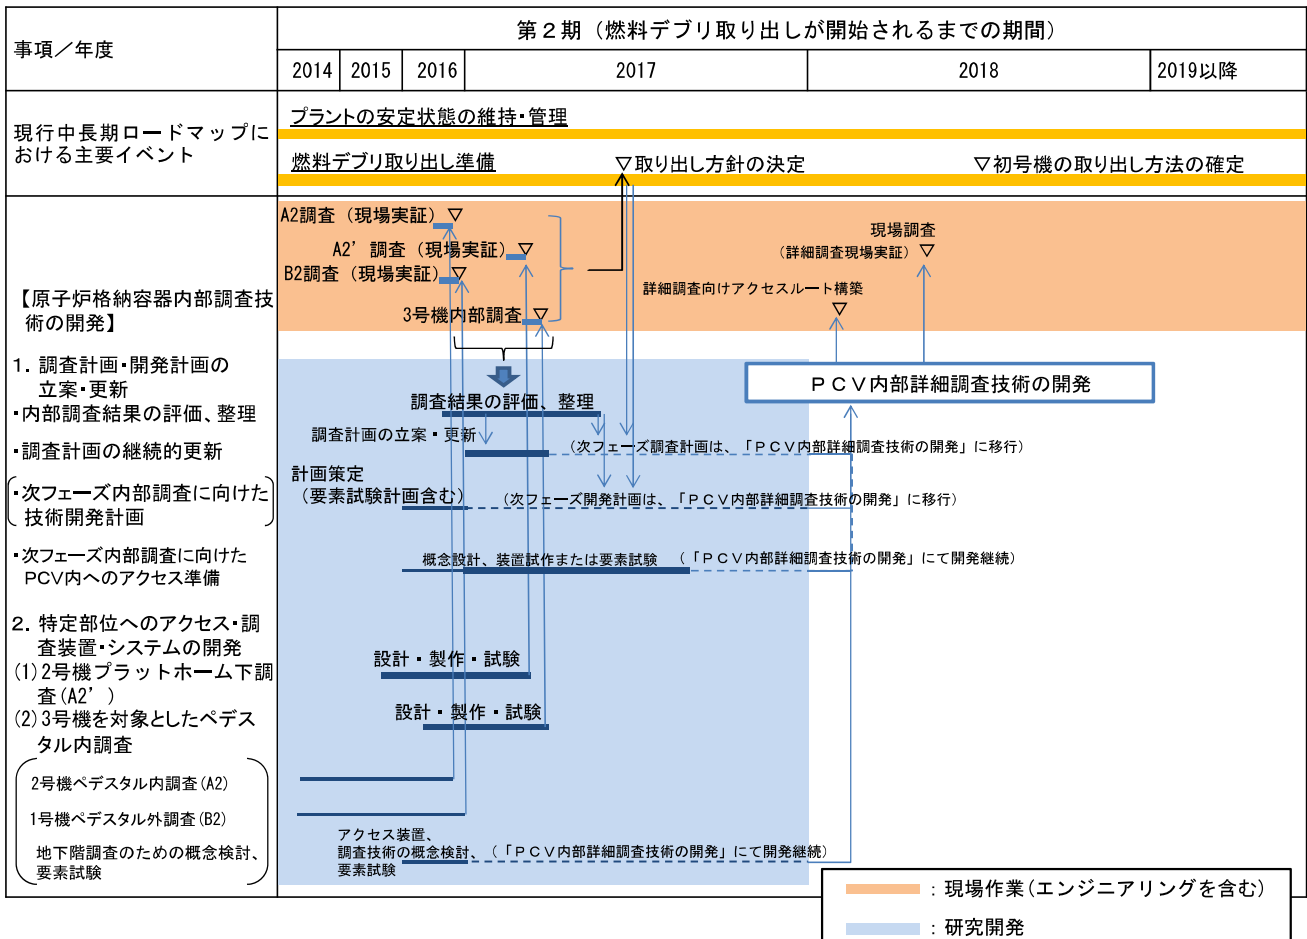 事項／年度
第２期（燃料デブリ取り出しが開始されるまでの期間）
2014
2015
2016
2017
2018
2019以降
現行中長期ロードマップに
おける主要イベント
プラントの安定状態の維持・管理
燃料デブリ取り出し準備
▽取り出し方針の決定
▽初号機の取り出し方法の確定
【原子炉格納容器内部調査技
術の開発】
A2調査（現場実証）▽
A2’調査（現場実証）▽
B2調査（現場実証）▽
3号機内部調査 ▽
現場調査
（詳細調査現場実証）▽
詳細調査向けアクセスルート構築
▽
1．調査計画・開発計画の
立案・更新
・内部調査結果の評価、整理
・調査計画の継続的更新
・次フェーズ内部調査に向けた
技術開発計画
・次フェーズ内部調査に向けた
PCV内へのアクセス準備
ＰＣＶ内部詳細調査技術の開発
調査結果の評価、整理
調査計画の立案・更新
（次フェーズ調査計画は、「ＰＣＶ内部詳細調査技術の開発」に移行）
計画策定
（要素試験計画含む）
（次フェーズ開発計画は、「ＰＣＶ内部詳細調査技術の開発」に移行）
概念設計、装置試作または要素試験
（「ＰＣＶ内部詳細調査技術の開発」にて開発継続）
2．特定部位へのアクセス・調
査装置・システムの開発
(1)2号機プラットホーム下調
査(A2’)
(2)3号機を対象としたペデス
タル内調査
設計・製作・試験
設計・製作・試験
2号機ペデスタル内調査(A2)
1号機ペデスタル外調査(B2)
地下階調査のための概念検討、
要素試験
アクセス装置、
調査技術の概念検討、
要素試験
（「ＰＣＶ内部詳細調査技術の開発」にて開発継続）
：現場作業（エンジニアリングを含む）
：研究開発